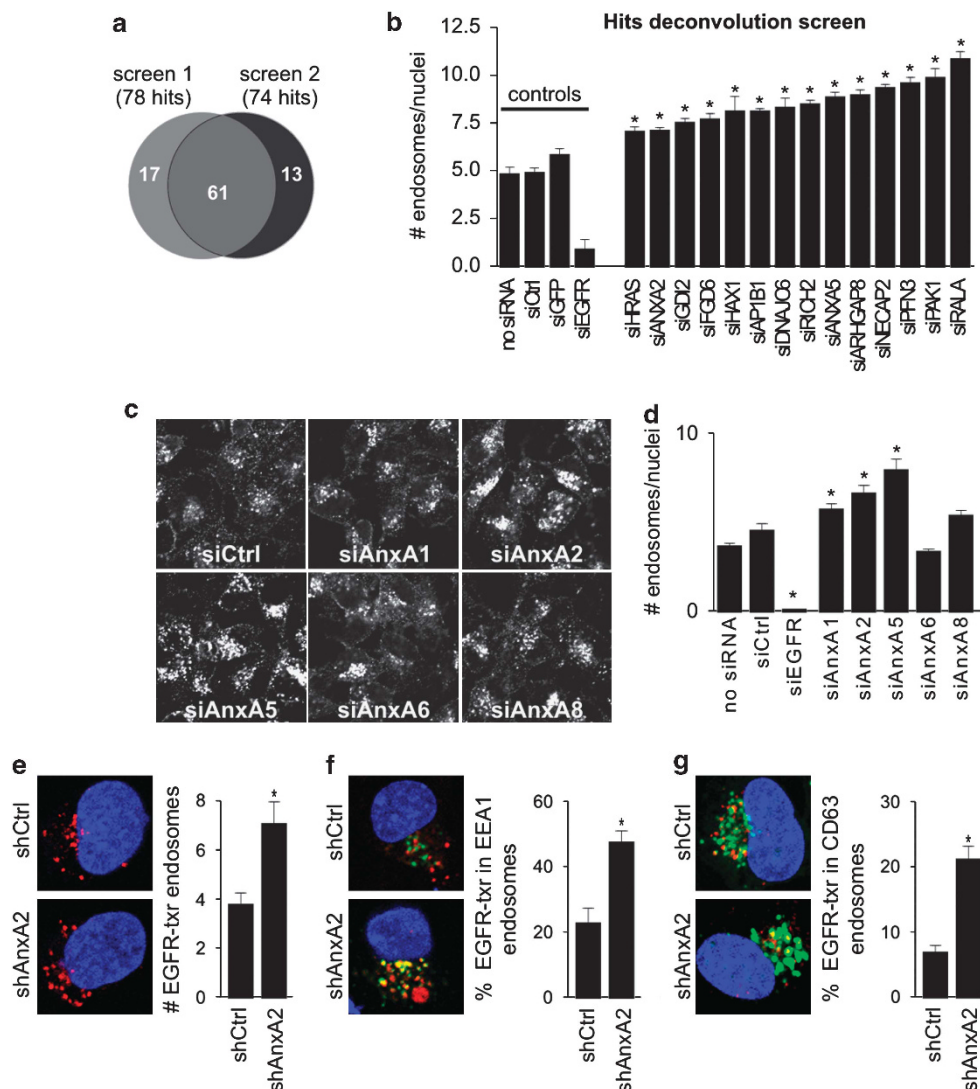 a
screen 1
(78 hits)
screen 2
(74 hits)
17
61
13
b
Hits deconvolution screen
# endosomes/nuclei
12.5
10.0
7.5
5.0
2.5
0.0
controls
* * * * * * * * * * * * * *
no siRNA
siCtrl
siGFP
siEGFR
siHRAS
siANXA2
siGDI2
siFGD6
siHAX1
siAP1B1
siDNAJC6
siRICH2
siANXA5
siARHGAP8
siNECAP2
siPFN3
siPAK1
siRALA
c
siCtrl
siAnxA1
siAnxA2
siAnxA5
siAnxA6
siAnxA8
d
# endosomes/nuclei
10
0
* * * *
no siRNA
siCtrl
siEGFR
siAnxA1
siAnxA2
siAnxA5
siAnxA6
siAnxA8
e
shCtrl
shAnxA2
# EGFR-txr endosomes
8
6
4
2
0
*
shCtrl
shAnxA2
f
shCtrl
shAnxA2
% EGFR-txr in EEA1
endosomes
60
40
20
0
*
shCtrl
shAnxA2
g
shCtrl
shAnxA2
% EGFR-txr in CD63
endosomes
30
20
10
0
*
shCtrl
shAnxA2